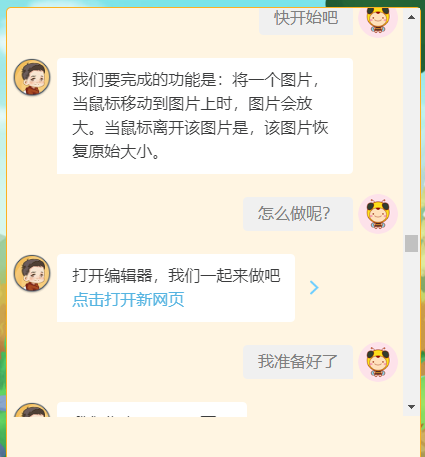 快开始吧
我们要完成的功能是：将一个图片，
当鼠标移动到图片上时，图片会放
大。当鼠标离开该图片是，该图片恢
复原始大小。
怎么做呢？
打开编辑器，我们一起来做吧
点击打开新网页
我准备好了